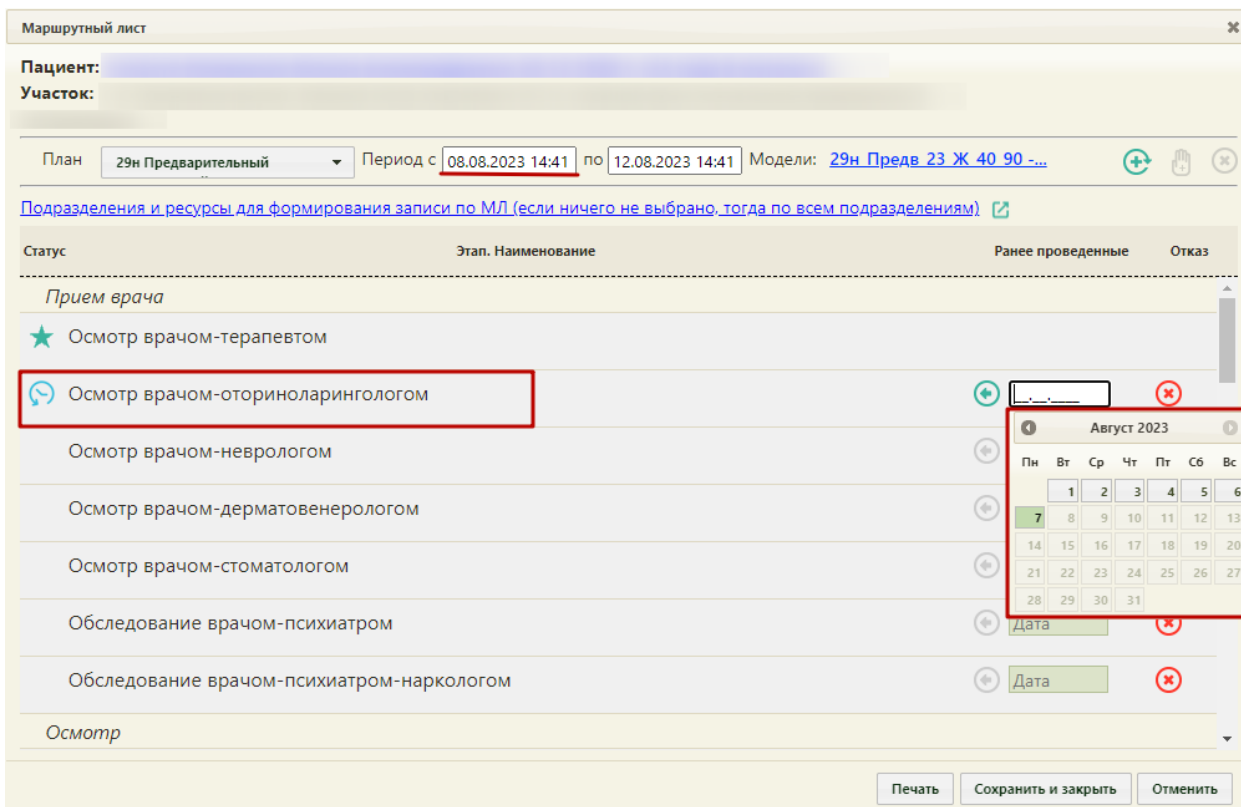 Маршрутный лист
Пациент:
Участок:
План 29н Предварительный Период с 08.08.2023 14:41 по 12.08.2023 14:41 Модели: 29н Предв 23 Ж 40 90 -...
Подразделения и ресурсы для формирования записи по МЛ (если ничего не выбрано, тогда по всем подразделениям)
Статус Этап. Наименование Ранее проведенные Отказ
Прием врача
Осмотр врачом-терапевтом
Осмотр врачом-оториноларингологом __.__.____
Август 2023
Осмотр врачом-неврологом
Пн Вт Ср Чт Пт Сб Вс
1 2 3 4 5 6
Осмотр врачом-дерматовенерологом
7 8 9 10 11 12 13
14 15 16 17 18 19 20
Осмотр врачом-стоматологом
21 22 23 24 25 26 27
28 29 30 31
Обследование врачом-психиатром Дата
Обследование врачом-психиатром-наркологом Дата
Осмотр
Печать Сохранить и закрыть Отменить